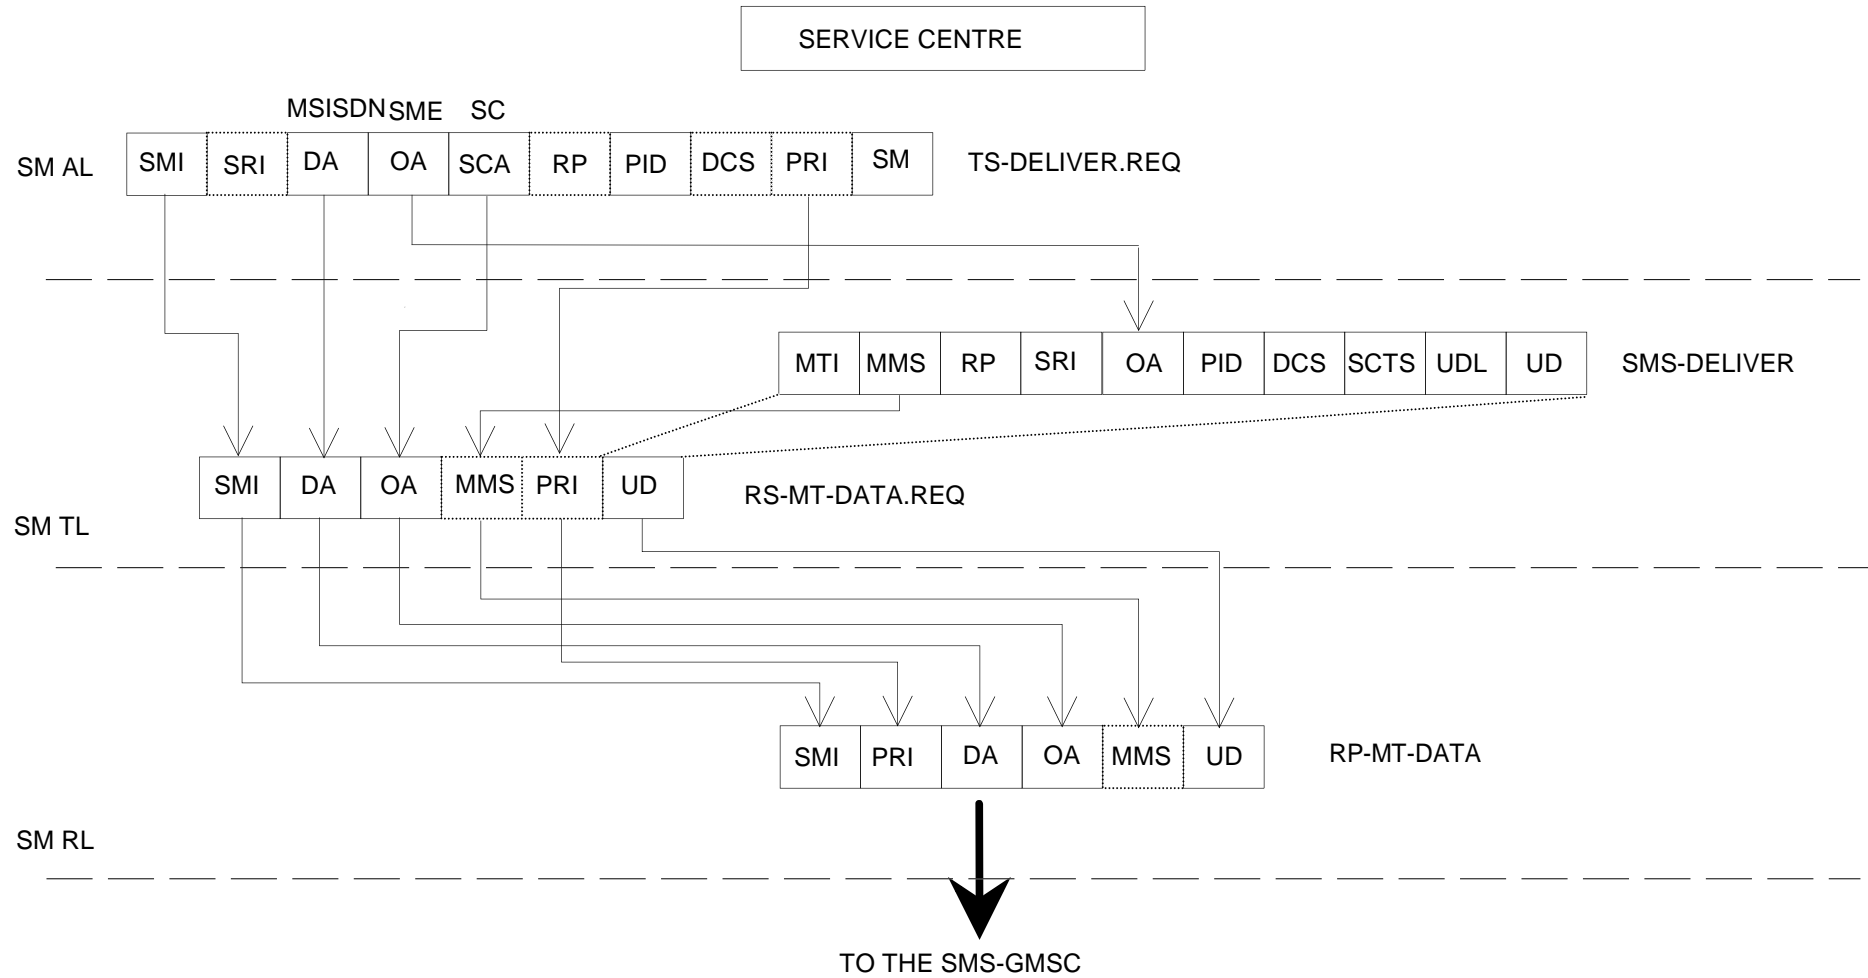 SERVICE CENTRE
MSISDN SME SC
SM AL SMI SRI DA OA SCA RP PID DCS PRI SM TS-DELIVER.REQ
MTI MMS RP SRI OA PID DCS SCTS UDL UD SMS-DELIVER
SMI DA OA MMS PRI UD RS-MT-DATA.REQ
SM TL
SMI PRI DA OA MMS UD RP-MT-DATA
SM RL
TO THE SMS-GMSC